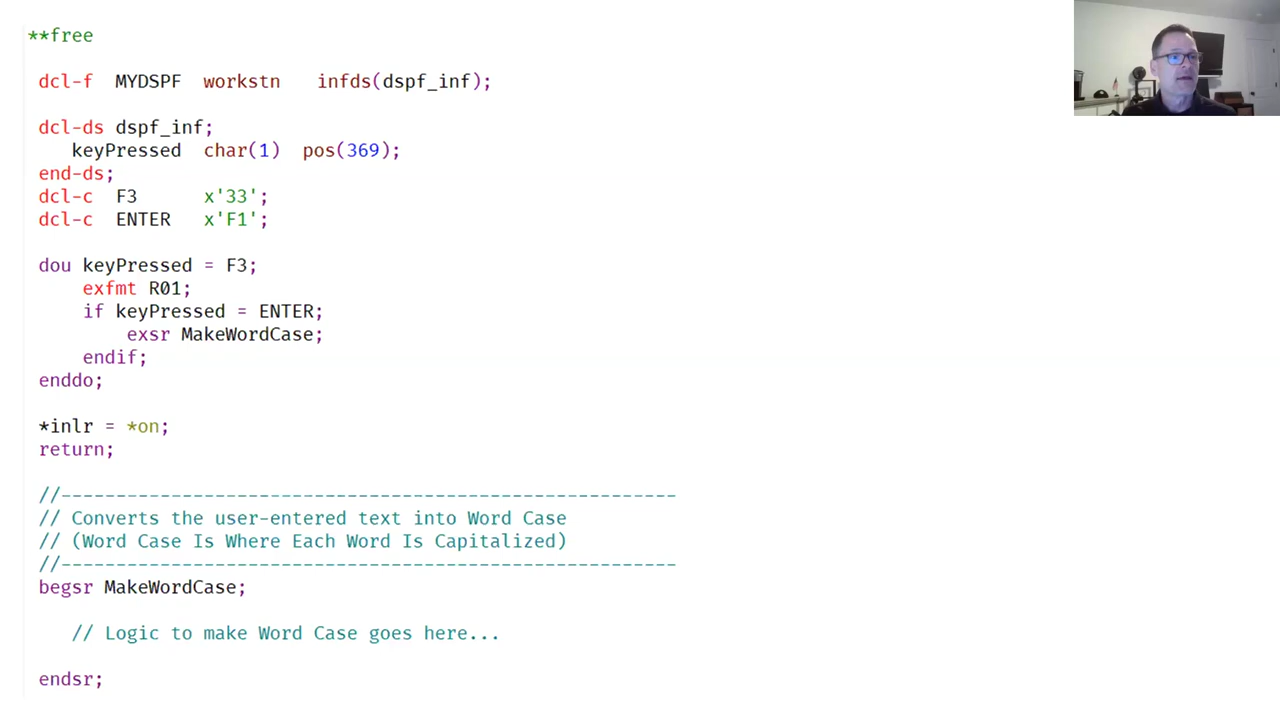 **free
dcl-f  MYDSPF  workstn   infds(dspf_inf);
dcl-ds dspf_inf;
   keyPressed  char(1)  pos(369);
end-ds;
dcl-c  F3      x'33';
dcl-c  ENTER   x'F1';
dou keyPressed = F3;
    exfmt R01;
    if keyPressed = ENTER;
        exsr MakeWordCase;
    endif;
enddo;
*inlr = *on;
return;
//--------------------------------------------------------
// Converts the user-entered text into Word Case
// (Word Case Is Where Each Word Is Capitalized)
//--------------------------------------------------------
begsr MakeWordCase;
   // Logic to make Word Case goes here...
endsr;